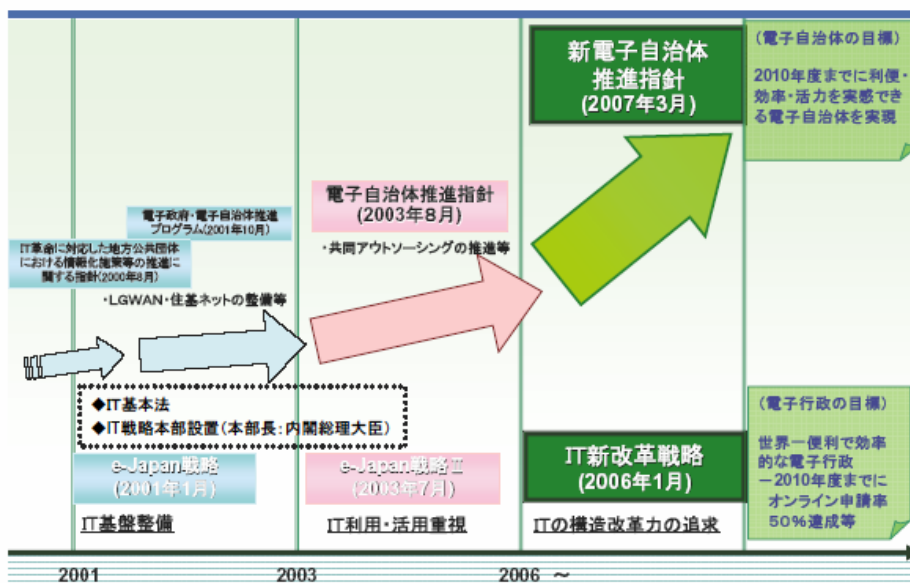 新電子自治体
推進指針
(2007年3月)
(電子自治体の目標)
2010年度までに利便・
効率・活力を実感でき
る電子自治体を実現
電子自治体推進指針
(2003年8月)
・共同アウトソーシングの推進等
電子政府・電子自治体推進
プログラム(2001年10月)
IT革命に対応した地方公共団体
における情報化施策等の推進に
関する指針(2000年8月)
・LGWAN・住基ネットの整備等
◆IT基本法
◆IT戦略本部設置(本部長:内閣総理大臣)
e-Japan戦略
(2001年1月)
IT基盤整備
e-Japan戦略Ⅱ
(2003年7月)
IT利用・活用重視
IT新改革戦略
(2006年1月)
ITの構造改革力の追求
(電子行政の目標)
世界一便利で効率
的な電子行政
－2010年度までに
オンライン申請率
50%達成等
2001
2003
2006 ～